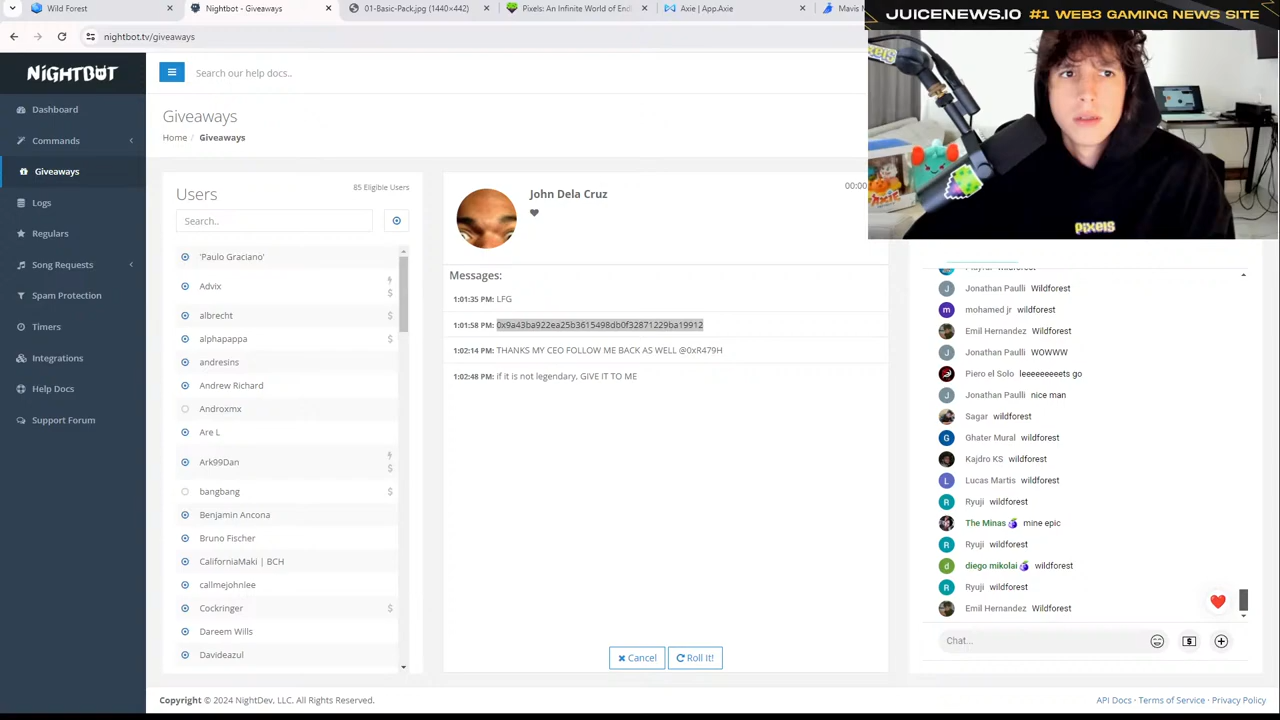 Wild Forest
Nightbot - Giveaways
01-Basic-Pack.jpg (1440×442)
Pixels: An Infinite World of End
Axie | App.Axie
Mavis M
JUICENEWS.IO #1 WEB3 GAMING NEWS SITE
nightbot.tv/giveaways
NIGHTBOT
Search our help docs..
Dashboard
Commands
Giveaways
Logs
Regulars
Song Requests
Spam Protection
Timers
Integrations
Help Docs
Support Forum
Giveaways
Home / Giveaways
Users
85 Eligible Users
Search..
'Paulo Graciano'
Advix
$
albrecht $
alphapappa $
andresins
Andrew Richard
Androxmx
Are L
Ark99Dan
$
bangbang $
Benjamin Ancona
Bruno Fischer
CaliforniaMaki | BCH
callmejohnlee
Cockringer $
Dareem Wills
Davideazul
John Dela Cruz
00:00
Messages:
1:01:35 PM: LFG
1:01:58 PM: 0x9a43ba922ea25b3615498db0f32871229ba19912
1:02:14 PM: THANKS MY CEO FOLLOW ME BACK AS WELL @0xR479H
1:02:48 PM: if it is not legendary, GIVE IT TO ME
Cancel
Roll It!
PIXELS
Jonathan Paulli Wildforest
mohamed jr wildforest
Emil Hernandez Wildforest
Jonathan Paulli WOWWW
Piero el Solo leeeeeeeeets go
Jonathan Paulli nice man
Sagar wildforest
Ghater Mural wildforest
Kajdro KS wildforest
Lucas Martis wildforest
Ryuji wildforest
The Minas mine epic
Ryuji wildforest
diego mikolai wildforest
Ryuji wildforest
Emil Hernandez Wildforest
Chat...
Copyright © 2024 NightDev, LLC. All Rights Reserved.
API Docs · Terms of Service · Privacy Policy